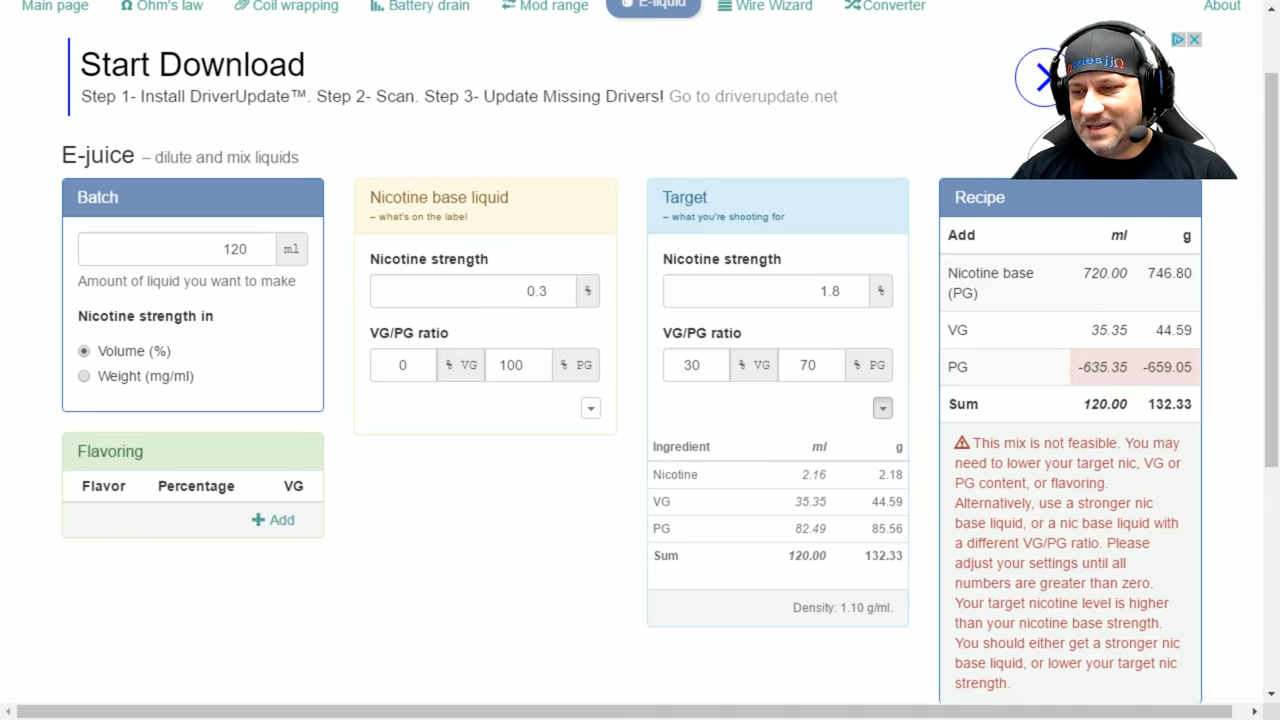 Main page Ohm's law Coil wrapping Battery drain Mod range E-liquid Wire Wizard Converter About
Start Download
Step 1- Install DriverUpdate™. Step 2- Scan. Step 3- Update Missing Drivers! Go to driverupdate.net
E-juice – dilute and mix liquids
Batch
120 ml
Amount of liquid you want to make
Nicotine strength in
Volume (%)
Weight (mg/ml)
Flavoring
Flavor Percentage VG
Add
Nicotine base liquid
– what's on the label
Nicotine strength
0.3 %
VG/PG ratio
0 % VG 100 % PG
Target
– what you're shooting for
Nicotine strength
1.8 %
VG/PG ratio
30 % VG 70 % PG
Ingredient ml g
Nicotine 2.16 2.18
VG 35.35 44.59
PG 82.49 85.56
Sum 120.00 132.33
Density: 1.10 g/ml.
Recipe
Add ml g
Nicotine base 720.00 746.80
(PG)
VG 35.35 44.59
PG -635.35 -659.05
Sum 120.00 132.33
This mix is not feasible. You may
need to lower your target nic, VG or
PG content, or flavoring.
Alternatively, use a stronger nic
base liquid, or a nic base liquid with
a different VG/PG ratio. Please
adjust your settings until all
numbers are greater than zero.
Your target nicotine level is higher
than your nicotine base strength.
You should either get a stronger nic
base liquid, or lower your target nic
strength.